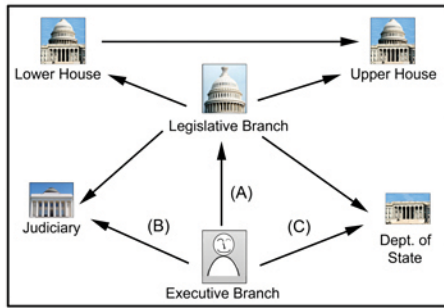 Lower House
Upper House
Legislative Branch
(A)
(B)
(C)
Judiciary
Dept. of
State
Executive Branch